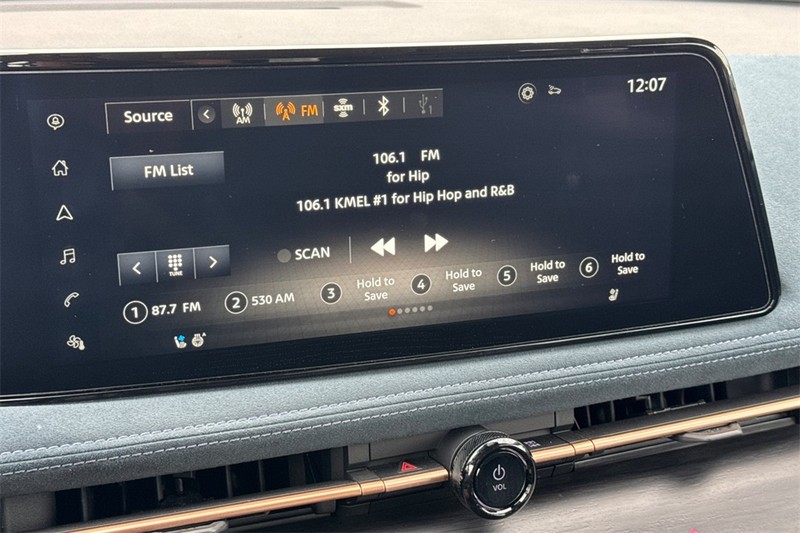 12:07
Source
AM
FM
sxm
1
FM List
106.1 FM
for Hip
106.1 KMEL #1 for Hip Hop and R&B
TUNE
SCAN
1 87.7 FM
2 530 AM
3 Hold to
Save
4 Hold to
Save
5 Hold to
Save
6 Hold to
Save
A
VOL